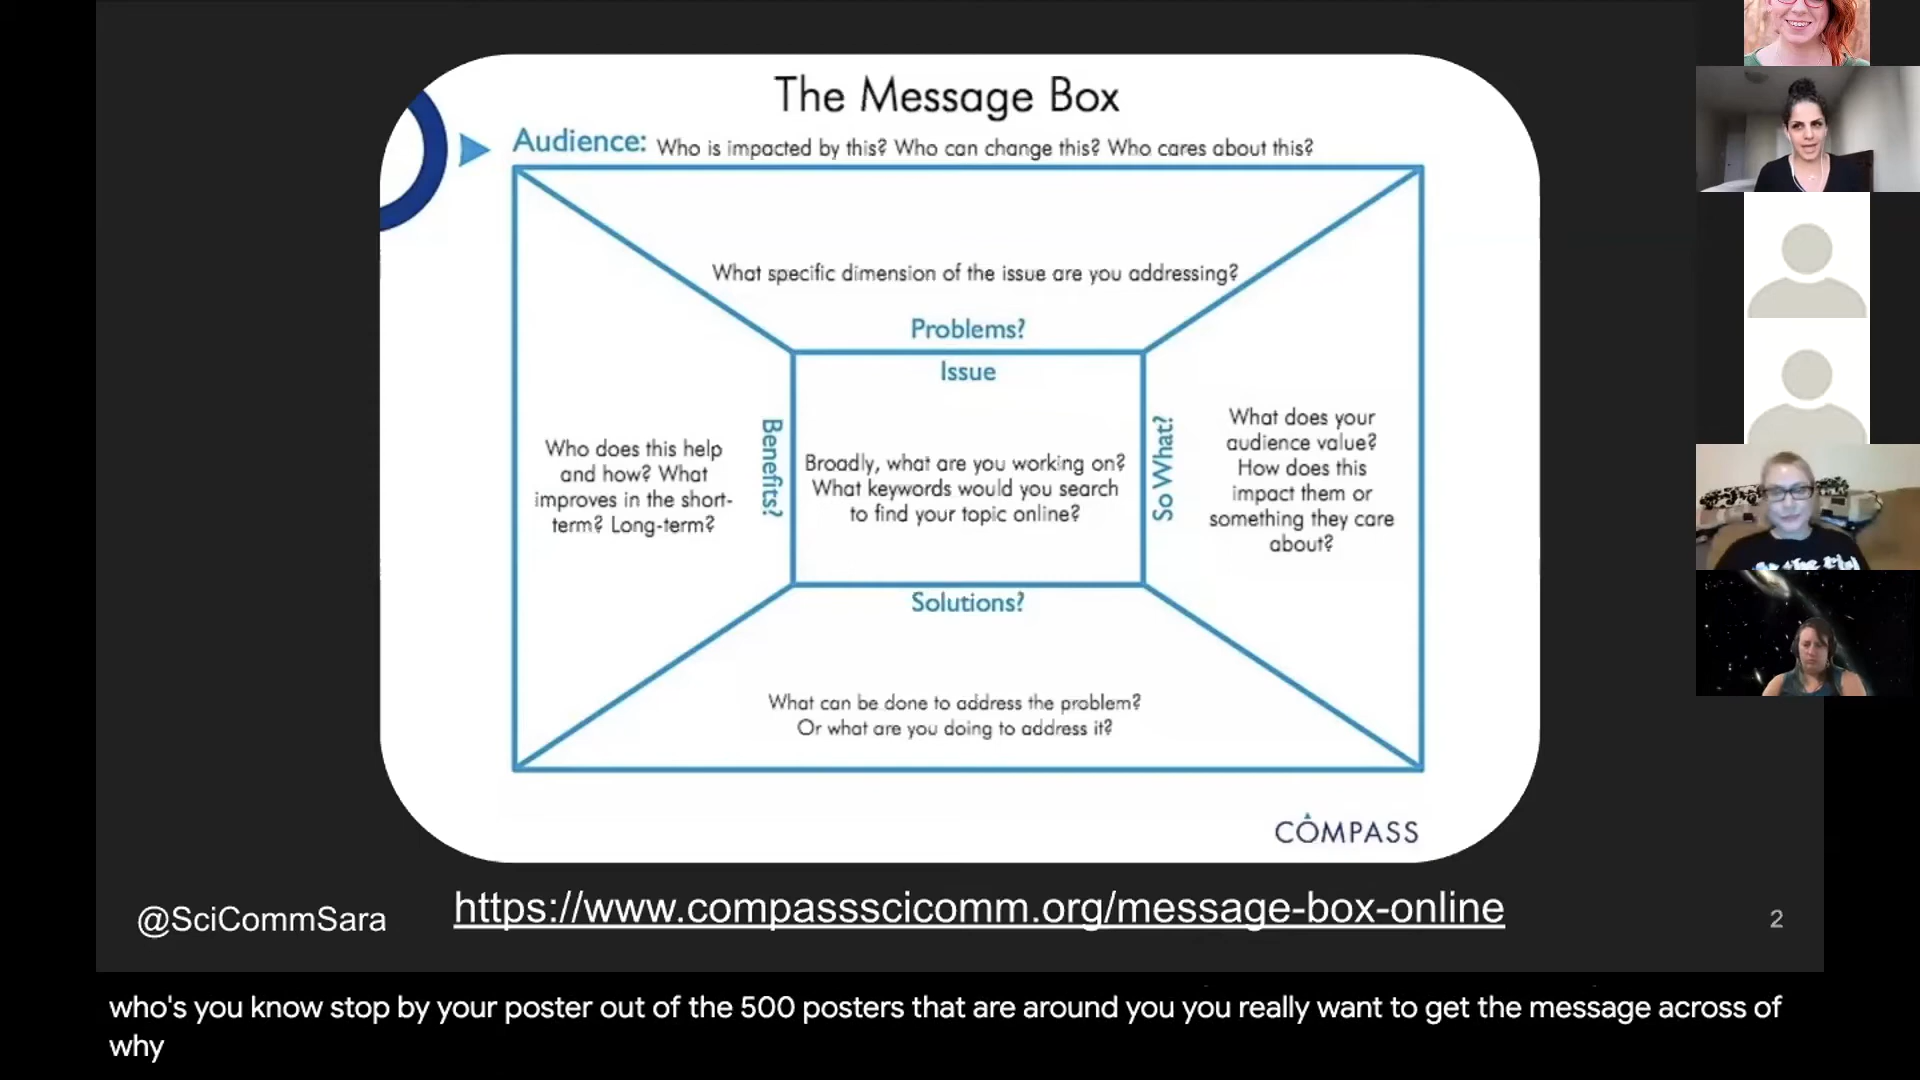 The Message Box
Audience: Who is impacted by this? Who can change this? Who cares about this?
What specific dimension of the issue are you addressing?
Problems?
Issue
Broadly, what are you working on?
What keywords would you search
to find your topic online?
Benefits?
Who does this help
and how? What
improves in the short-
term? Long-term?
So What?
What does your
audience value?
How does this
impact them or
something they care
about?
Solutions?
What can be done to address the problem?
Or what are you doing to address it?
COMPASS
@SciCommSara
https://www.compassscicomm.org/message-box-online
2
who's you know stop by your poster out of the 500 posters that are around you you really want to get the message across of
why